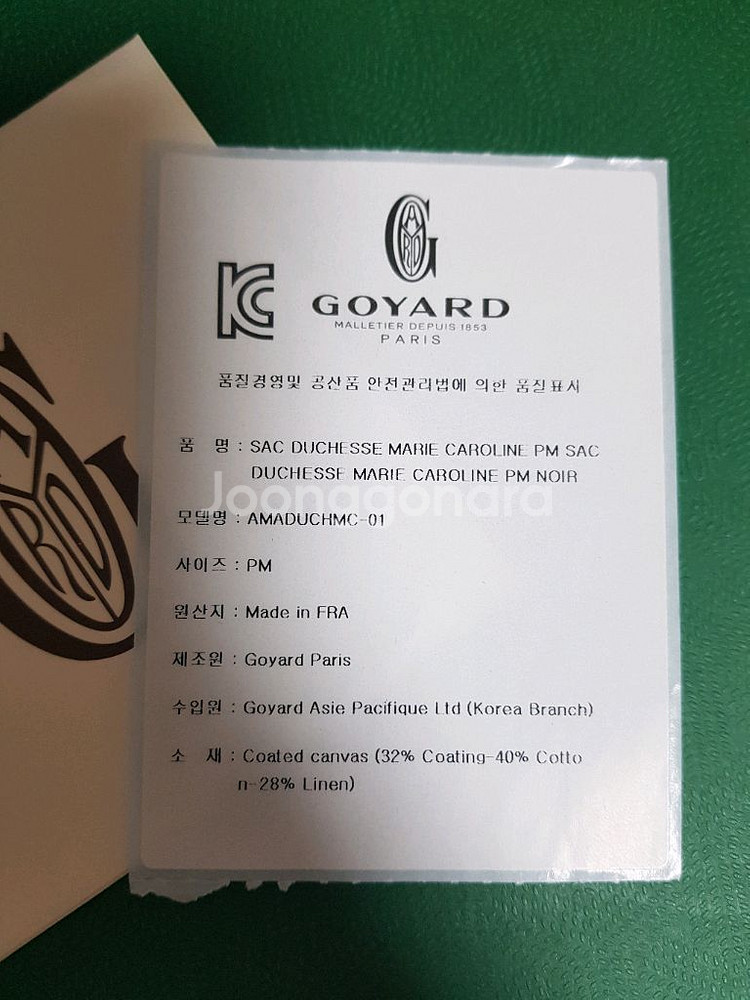 KC
GOYARD
MALLETIER DEPUIS 1853
PARIS
품질경영및 공산품 안전관리법에 의한 품질표시
품 명 : SAC DUCHESSE MARIE CAROLINE PM SAC
DUCHESSE MARIE CAROLINE PM NOIR
Joonggonara
모델명 : AMADUCHMC-01
사이즈 : PM
원산지 : Made in FRA
제조원 : Goyard Paris
수입원 : Goyard Asie Pacifique Ltd (Korea Branch)
소 재 : Coated canvas (32% Coating-40% Cotto
n-28% Linen)